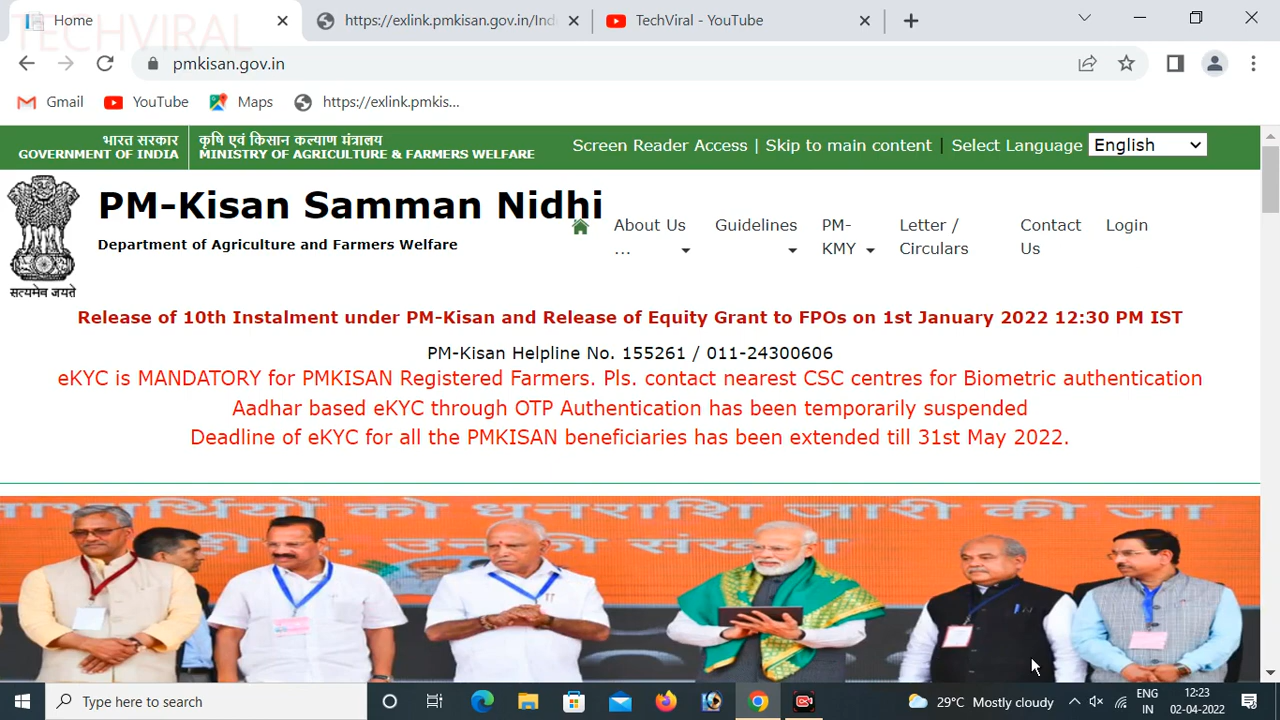 TECHVIRAL
Home
https://exlink.pmkisan.gov.in/Ind
TechViral - YouTube
pmkisan.gov.in
Gmail
YouTube
Maps
https://exlink.pmkis...
भारत सरकार
GOVERNMENT OF INDIA
कृषि एवं किसान कल्याण मंत्रालय
MINISTRY OF AGRICULTURE & FARMERS WELFARE
Screen Reader Access | Skip to main content | Select Language English
PM-Kisan Samman Nidhi
Department of Agriculture and Farmers Welfare
सत्यमेव जयते
About Us ...
Guidelines
PM-KMY
Letter / Circulars
Contact Us
Login
Release of 10th Instalment under PM-Kisan and Release of Equity Grant to FPOs on 1st January 2022 12:30 PM IST
PM-Kisan Helpline No. 155261 / 011-24300606
eKYC is MANDATORY for PMKISAN Registered Farmers. Pls. contact nearest CSC centres for Biometric authentication
Aadhar based eKYC through OTP Authentication has been temporarily suspended
Deadline of eKYC for all the PMKISAN beneficiaries has been extended till 31st May 2022.
को धनराशि जारी की जा
उनकी संख्या
Type here to search
29°C Mostly cloudy
ENG
IN
12:23
02-04-2022